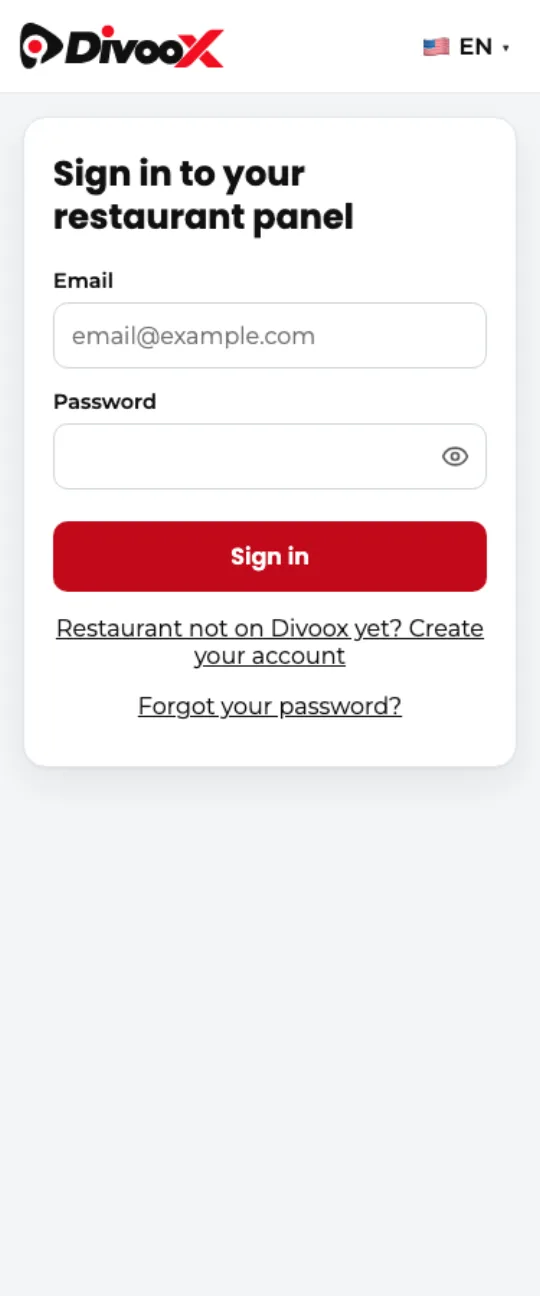 DivooX
🇺🇸 EN ▾
Sign in to your
restaurant panel
Email
email@example.com
Password
Sign in
Restaurant not on Divoox yet? Create
your account
Forgot your password?